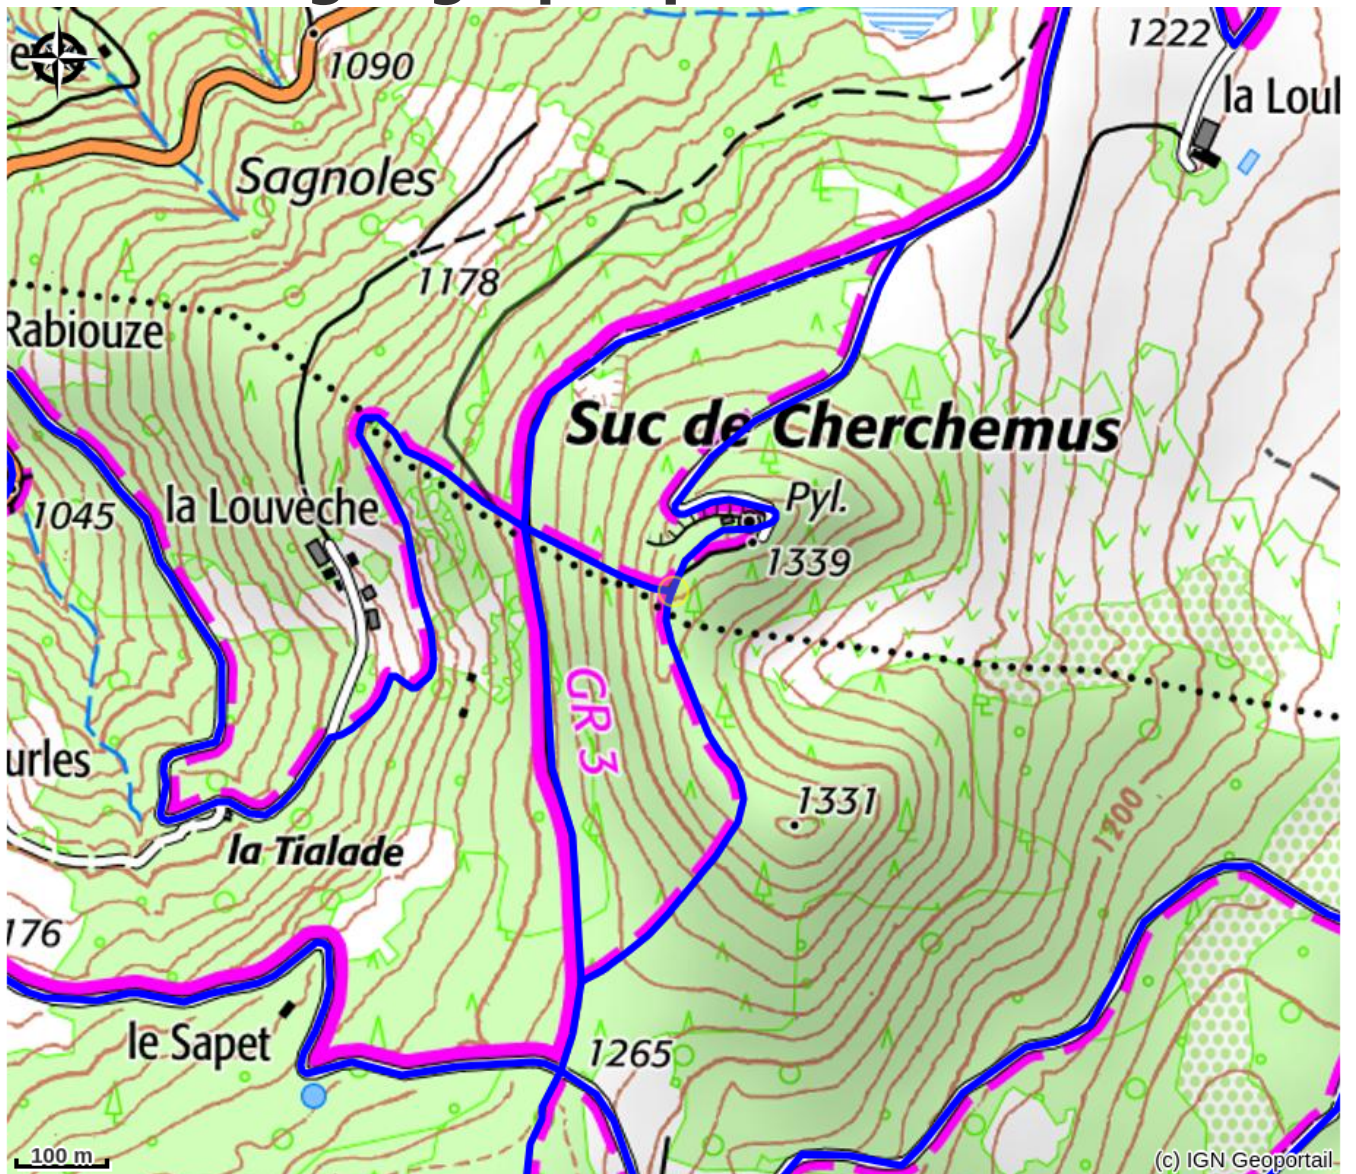 1222
1090
la Loul
Sagnoles
1178
Rabiouze
Suc de Cherchemus
Pyl.
1045
la Louvèche
1339
GR 3
urles
1331
1200
la Tialade
176
le Sapet
1265
100 m
(c) IGN Geoportail